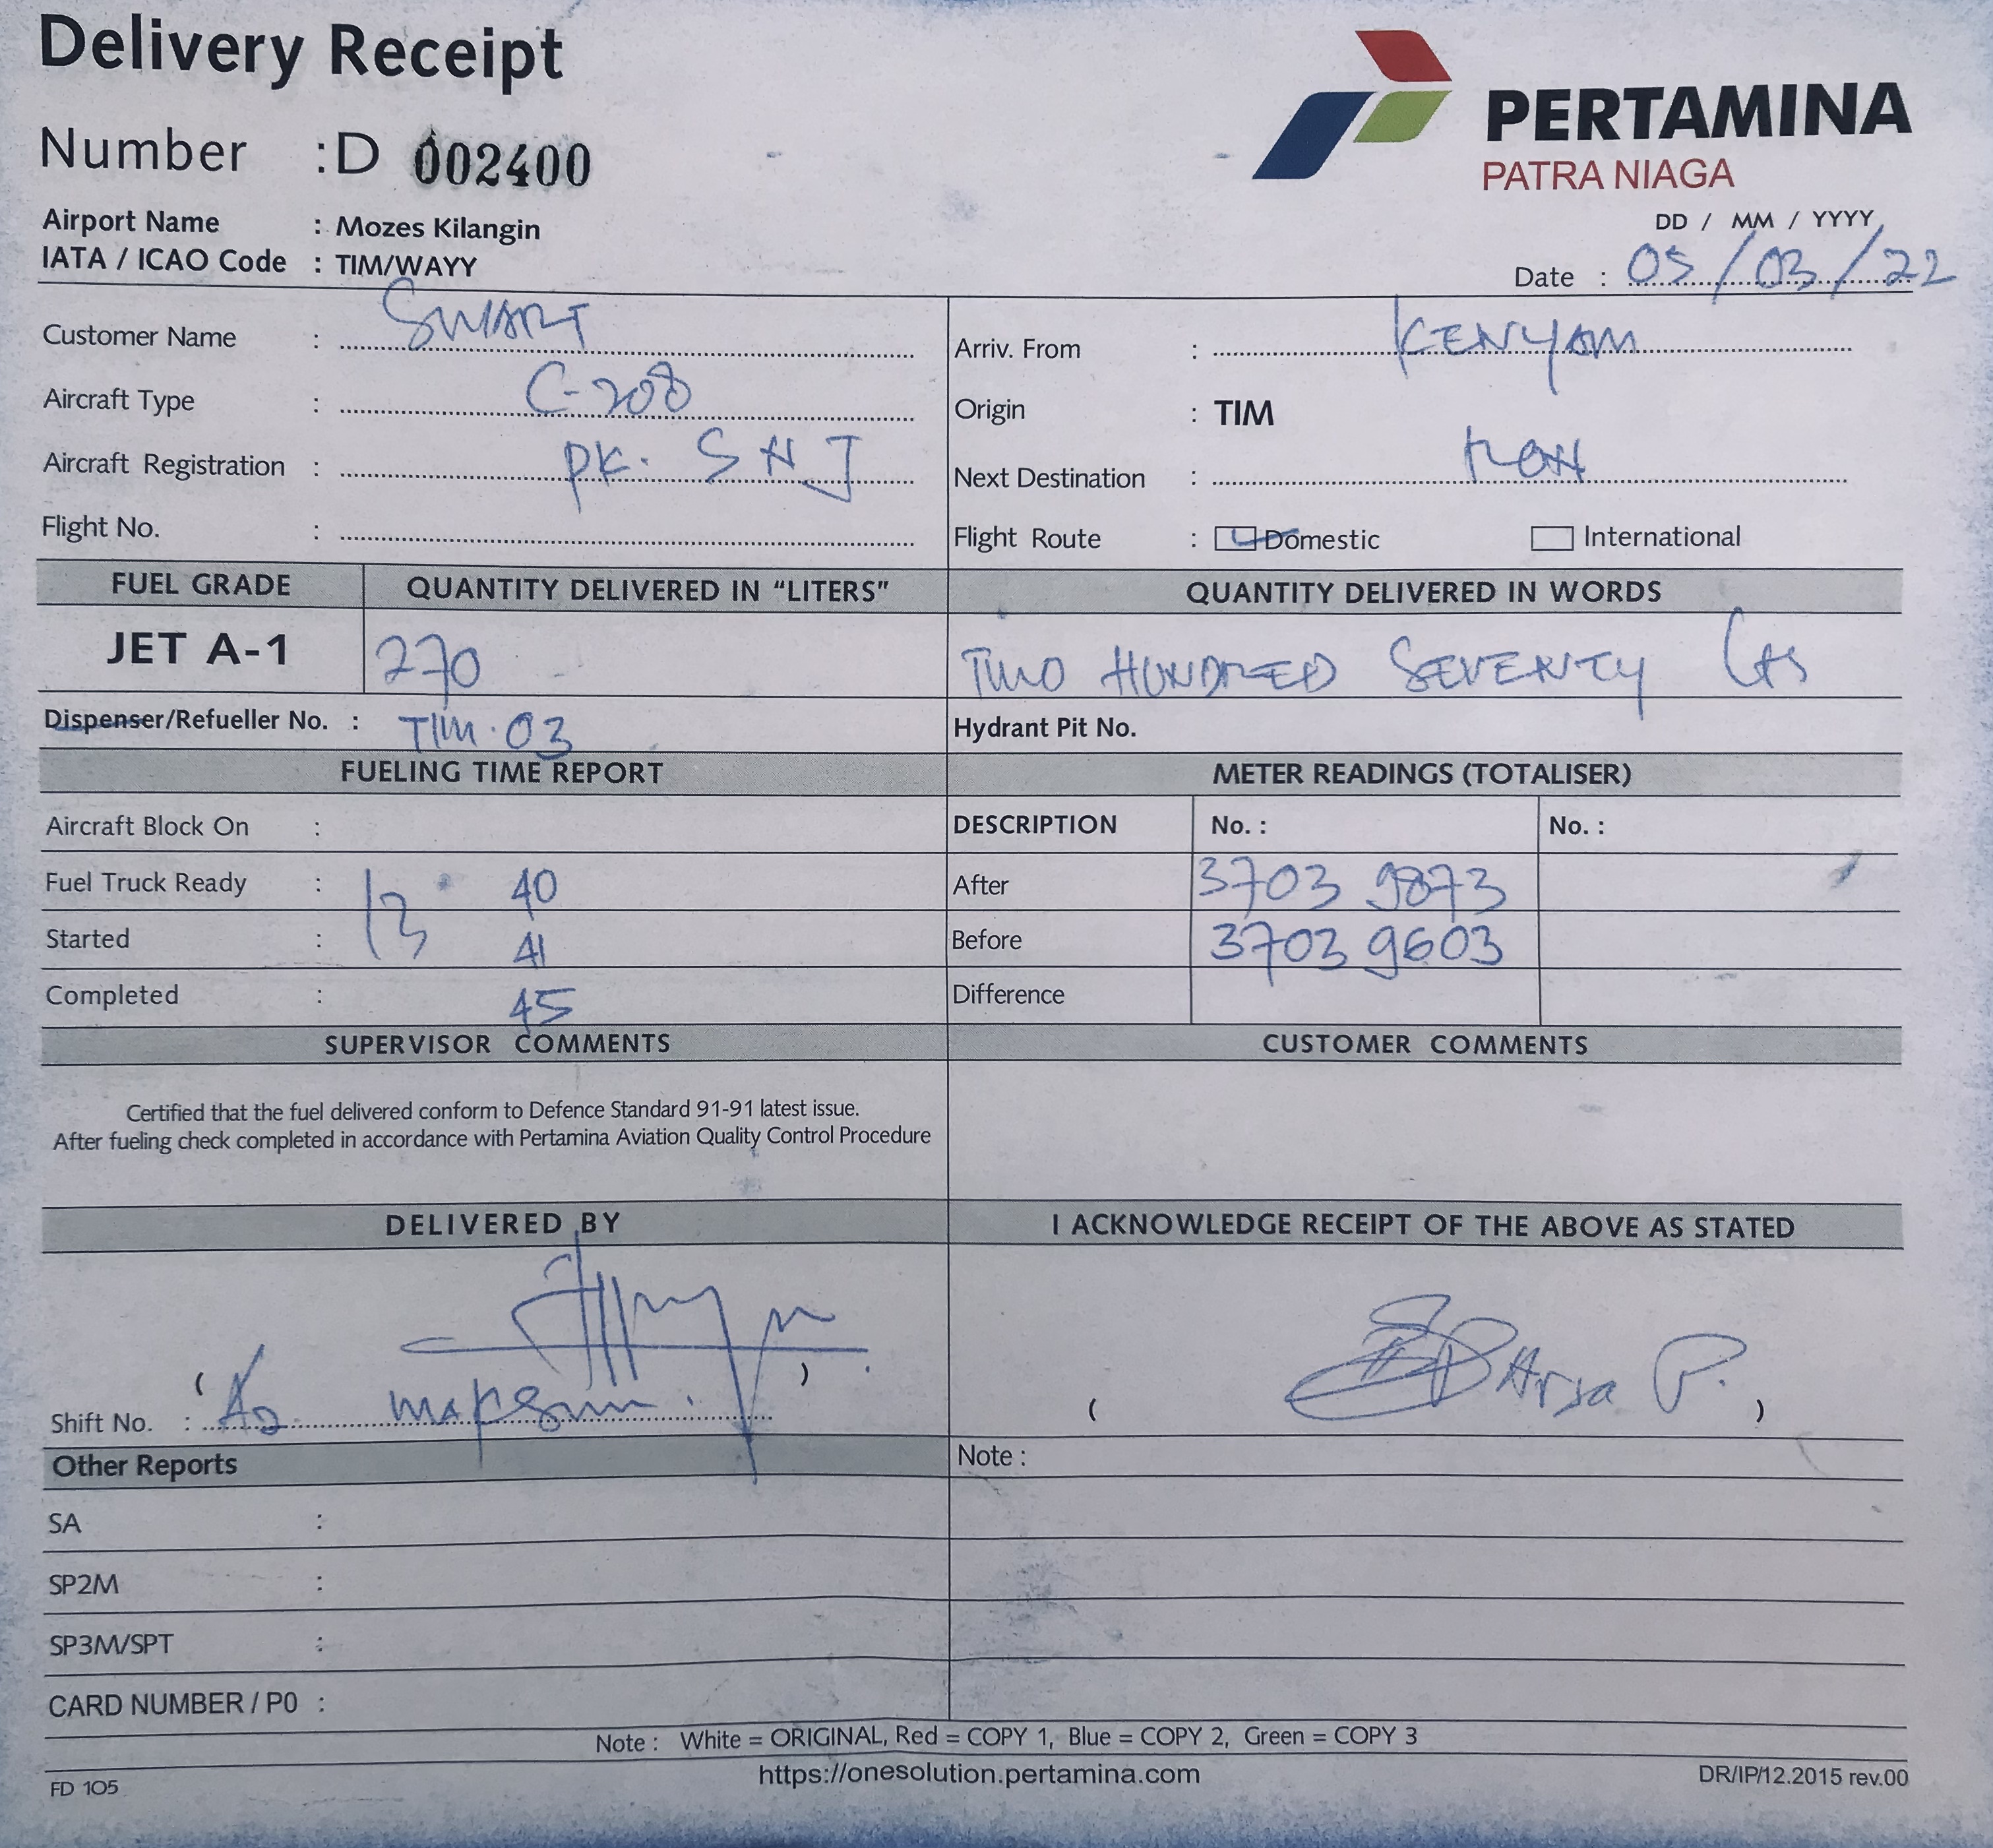 Delivery Receipt
PERTAMINA
PATRA NIAGA
Number : D 002400
Airport Name : Mozes Kilangin
IATA / ICAO Code : TIM/WAYY
DD / MM / YYYY
Date : 05/03/22
Customer Name : SMART
Arriv. From : KENYAM
Aircraft Type : C-208
Origin : TIM
Aircraft Registration : PK. SNJ
Next Destination :
Flight No. :
Flight Route : Domestic International
FUEL GRADE QUANTITY DELIVERED IN “LITERS” QUANTITY DELIVERED IN WORDS
JET A-1 270 TWO HUNDRED SEVENTY
Dispenser/Refueller No. : TIM.03 Hydrant Pit No.
FUELING TIME REPORT METER READINGS (TOTALISER)
Aircraft Block On : DESCRIPTION No. : No. :
Fuel Truck Ready : 13 40 After 3703 9873
Started : 41 Before 3703 9603
Completed : 45 Difference
SUPERVISOR COMMENTS CUSTOMER COMMENTS
Certified that the fuel delivered conform to Defence Standard 91-91 latest issue.
After fueling check completed in accordance with Pertamina Aviation Quality Control Procedure
DELIVERED BY I ACKNOWLEDGE RECEIPT OF THE ABOVE AS STATED
( )
Shift No. :
( Arsa P. )
Other Reports Note :
SA :
SP2M :
SP3M/SPT :
CARD NUMBER / P0 :
Note : White = ORIGINAL, Red = COPY 1, Blue = COPY 2, Green = COPY 3
https://onesolution.pertamina.com
FD 105 DR/IP/12.2015 rev.00